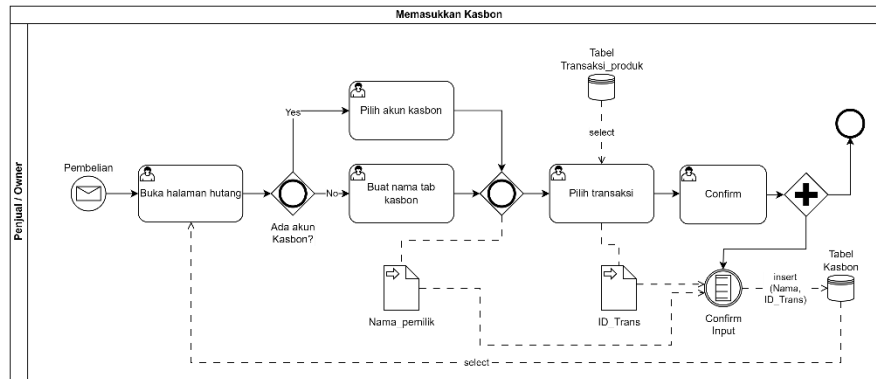 Memasukkan Kasbon
Penjual / Owner
Pembelian
Buka halaman hutang
Ada akun
Kasbon?
Yes
No
Pilih akun kasbon
Buat nama tab
kasbon
Nama_pemilik
Tabel
Transaksi_produk
select
Pilih transaksi
ID_Trans
Confirm
Confirm
Input
insert
(Nama,
ID_Trans)
Tabel
Kasbon
select